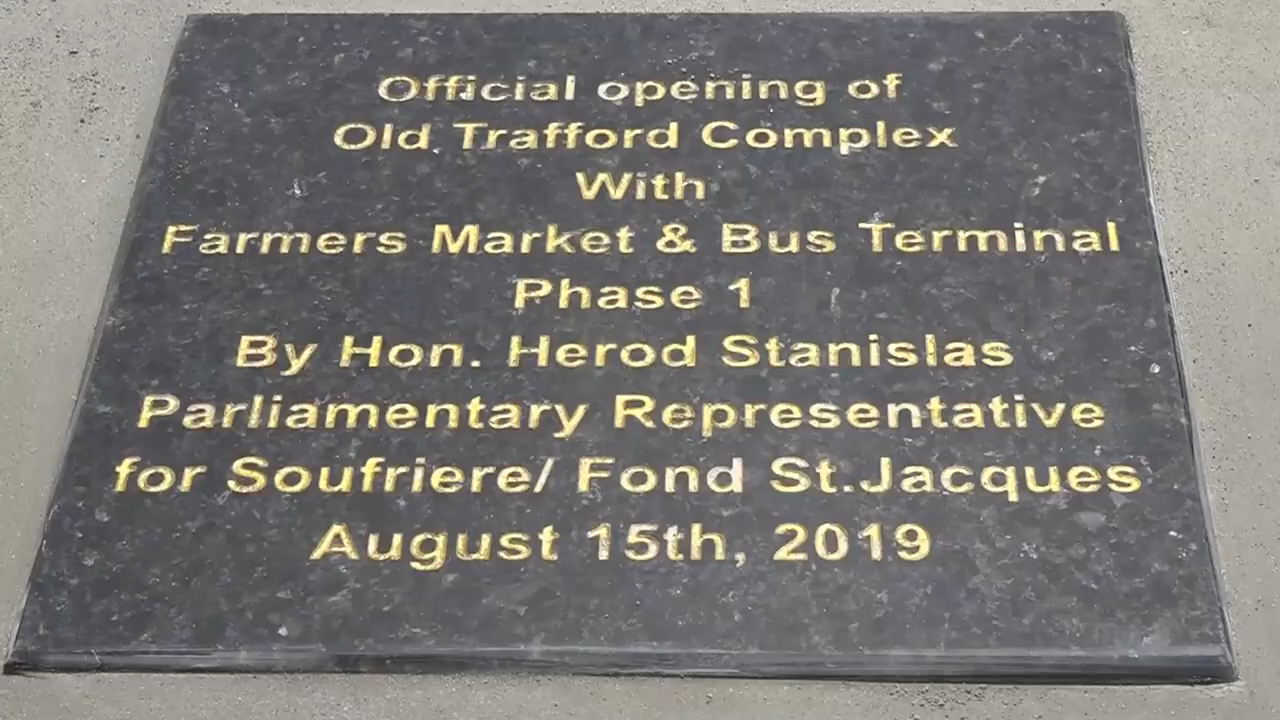 Official opening of
Old Trafford Complex
With
Farmers Market & Bus Terminal
Phase 1
By Hon. Herod Stanislas
Parliamentary Representative
for Soufriere/ Fond St.Jacques
August 15th, 2019